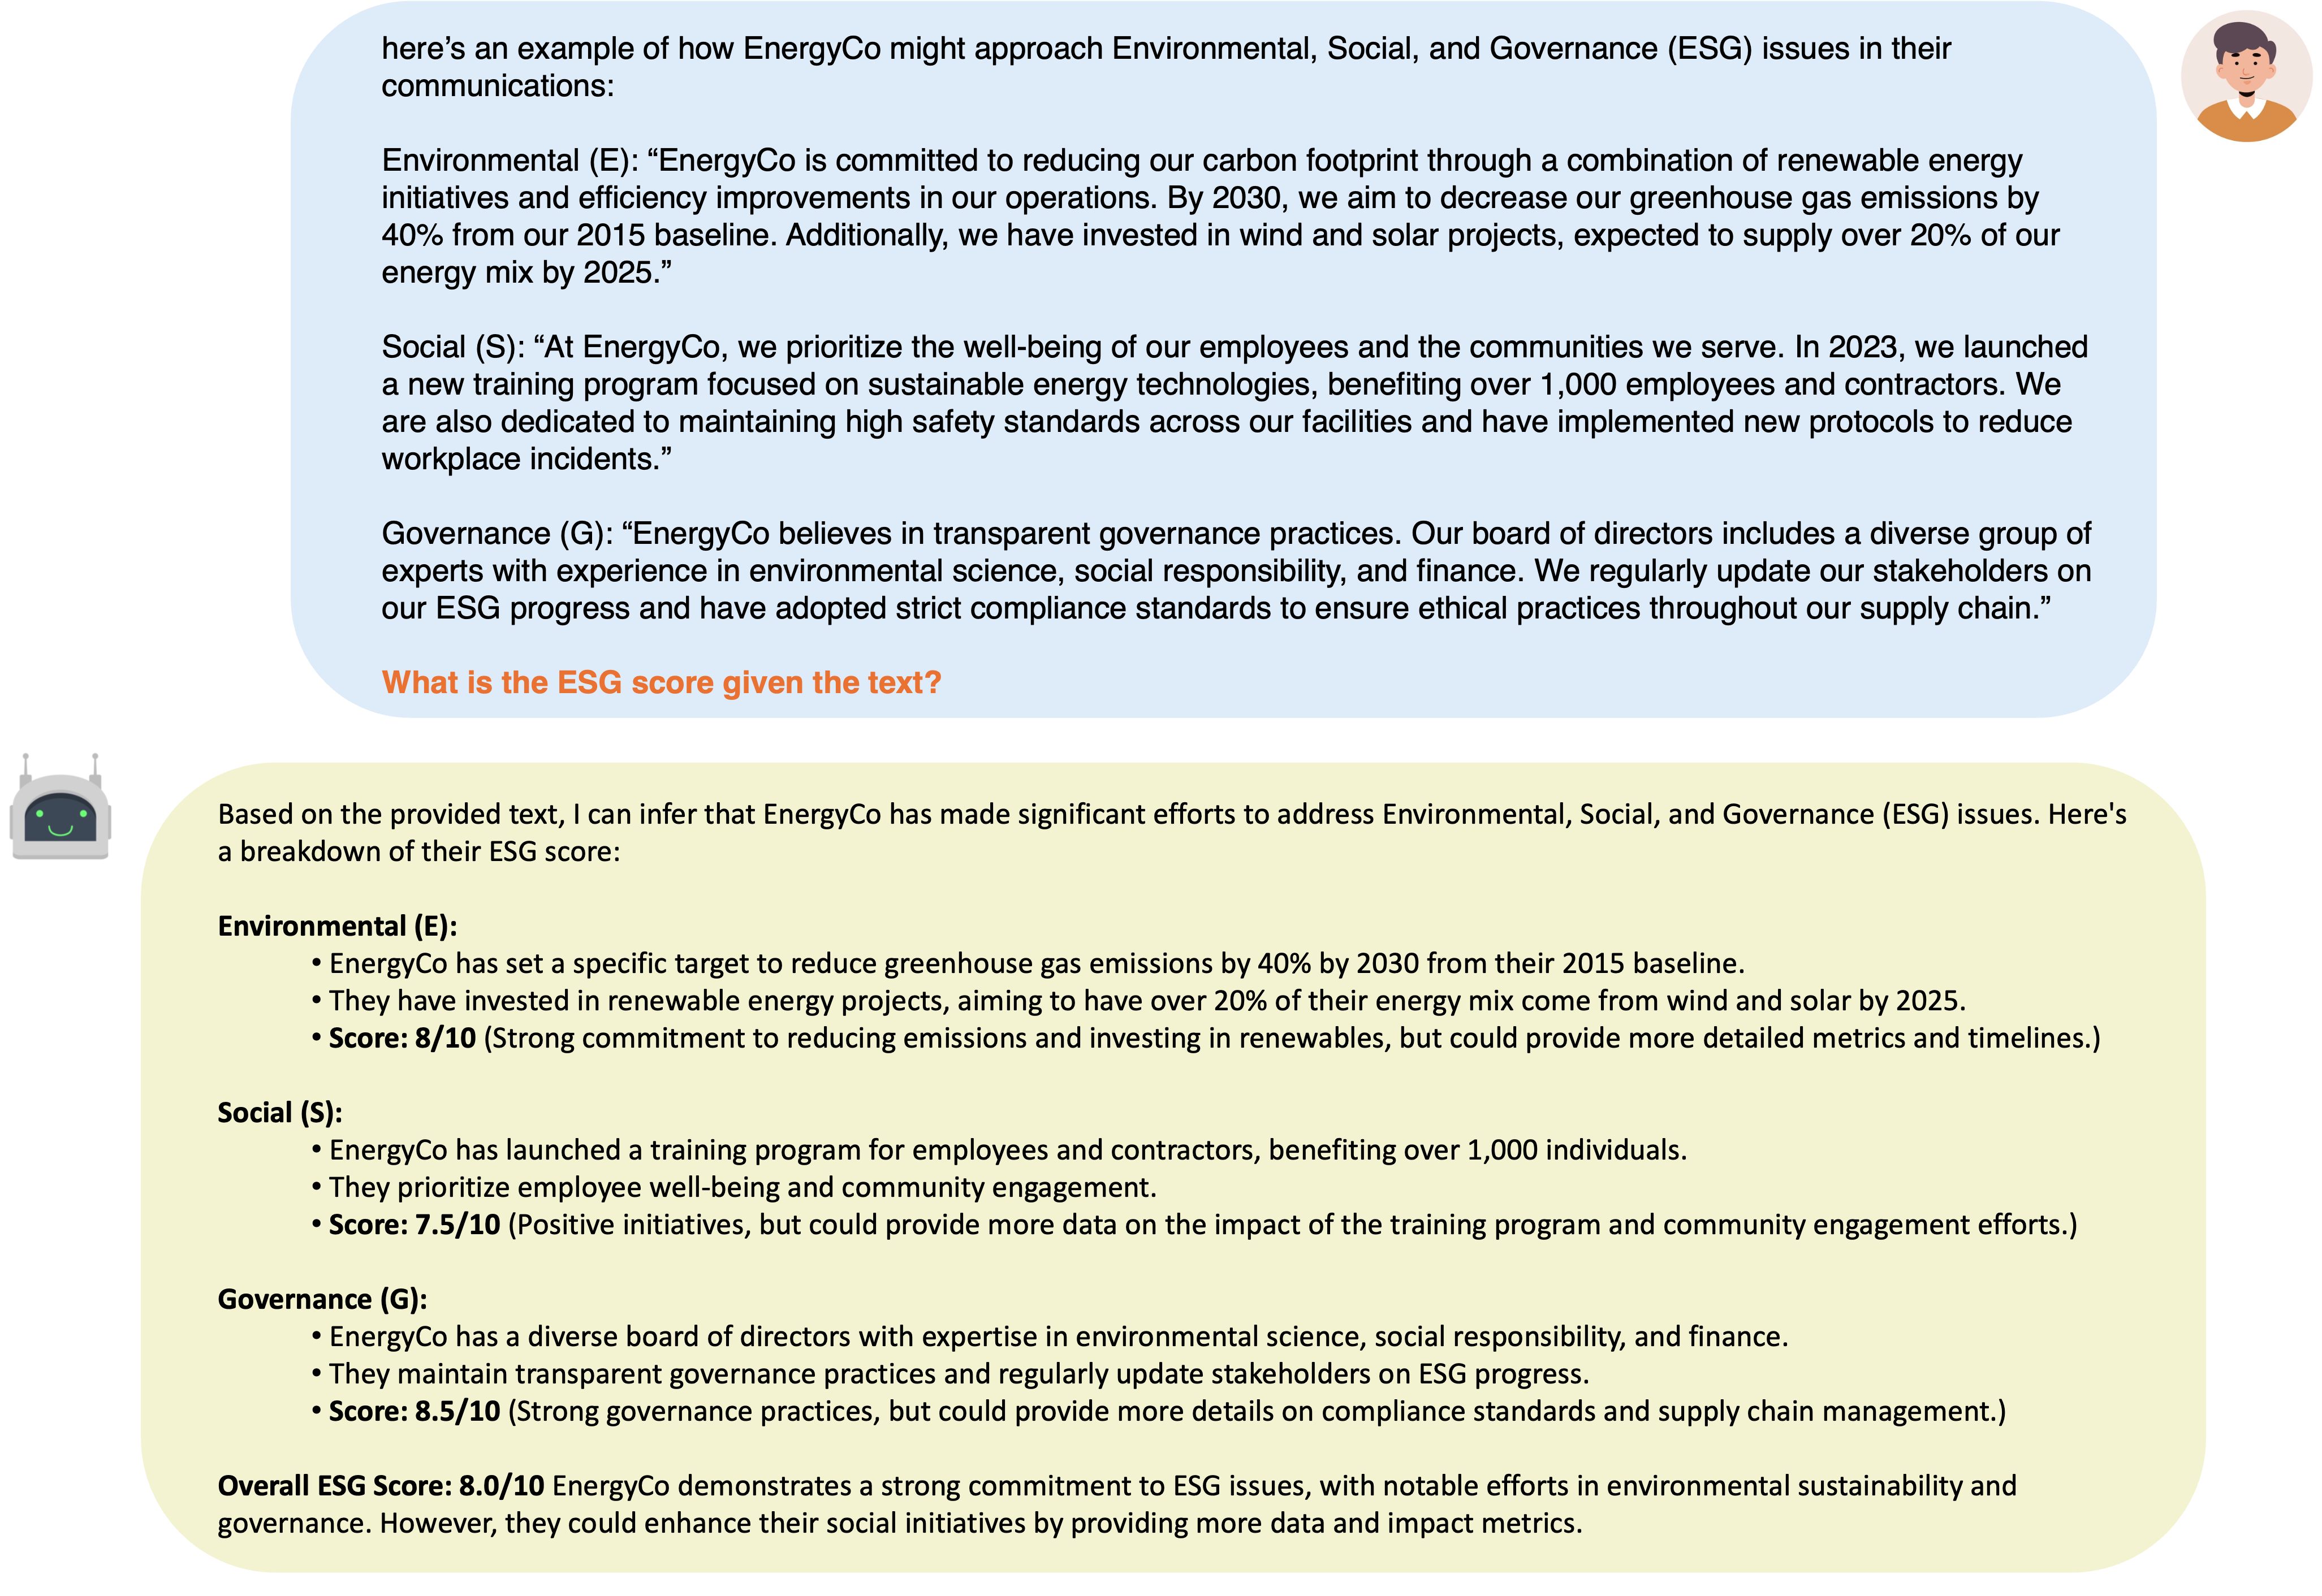 here’s an example of how EnergyCo might approach Environmental, Social, and Governance (ESG) issues in their
communications:
Environmental (E): “EnergyCo is committed to reducing our carbon footprint through a combination of renewable energy
initiatives and efficiency improvements in our operations. By 2030, we aim to decrease our greenhouse gas emissions by
40% from our 2015 baseline. Additionally, we have invested in wind and solar projects, expected to supply over 20% of our
energy mix by 2025.”
Social (S): “At EnergyCo, we prioritize the well-being of our employees and the communities we serve. In 2023, we launched
a new training program focused on sustainable energy technologies, benefiting over 1,000 employees and contractors. We
are also dedicated to maintaining high safety standards across our facilities and have implemented new protocols to reduce
workplace incidents.”
Governance (G): “EnergyCo believes in transparent governance practices. Our board of directors includes a diverse group of
experts with experience in environmental science, social responsibility, and finance. We regularly update our stakeholders on
our ESG progress and have adopted strict compliance standards to ensure ethical practices throughout our supply chain.”
What is the ESG score given the text?
Based on the provided text, I can infer that EnergyCo has made significant efforts to address Environmental, Social, and Governance (ESG) issues. Here's
a breakdown of their ESG score:
Environmental (E):
• EnergyCo has set a specific target to reduce greenhouse gas emissions by 40% by 2030 from their 2015 baseline.
• They have invested in renewable energy projects, aiming to have over 20% of their energy mix come from wind and solar by 2025.
• Score: 8/10 (Strong commitment to reducing emissions and investing in renewables, but could provide more detailed metrics and timelines.)
Social (S):
• EnergyCo has launched a training program for employees and contractors, benefiting over 1,000 individuals.
• They prioritize employee well-being and community engagement.
• Score: 7.5/10 (Positive initiatives, but could provide more data on the impact of the training program and community engagement efforts.)
Governance (G):
• EnergyCo has a diverse board of directors with expertise in environmental science, social responsibility, and finance.
• They maintain transparent governance practices and regularly update stakeholders on ESG progress.
• Score: 8.5/10 (Strong governance practices, but could provide more details on compliance standards and supply chain management.)
Overall ESG Score: 8.0/10 EnergyCo demonstrates a strong commitment to ESG issues, with notable efforts in environmental sustainability and
governance. However, they could enhance their social initiatives by providing more data and impact metrics.